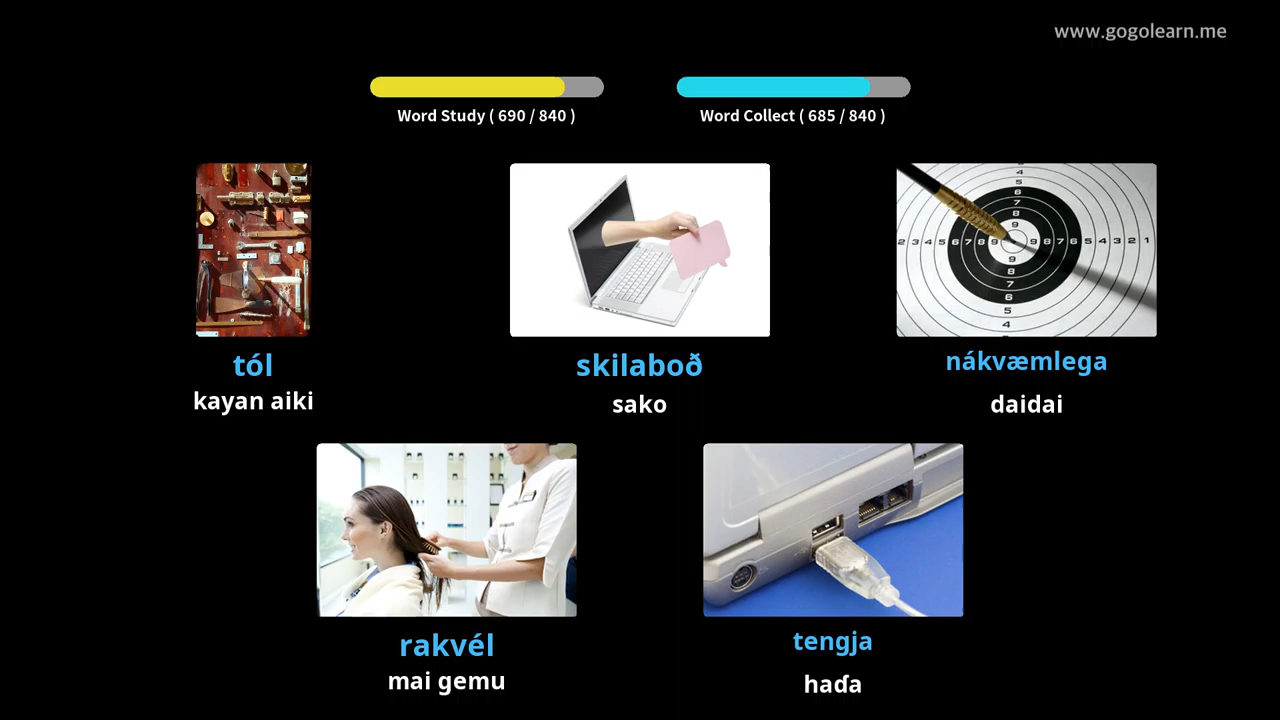 www.gogolearn.me
Word Study ( 690 / 840 )
Word Collect ( 685 / 840 )
tól
kayan aiki
skilaboð
sako
nákvæmlega
daidai
rakvél
mai gemu
tengja
haɗa